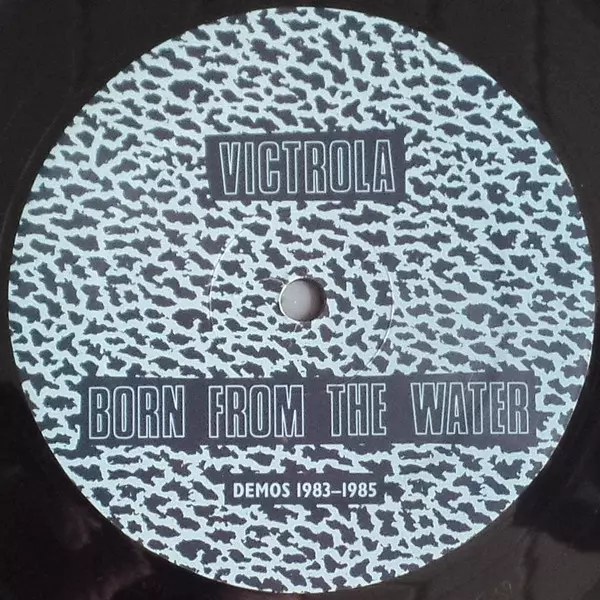 VICTROLA
BORN FROM THE WATER
DEMOS 1983–1985